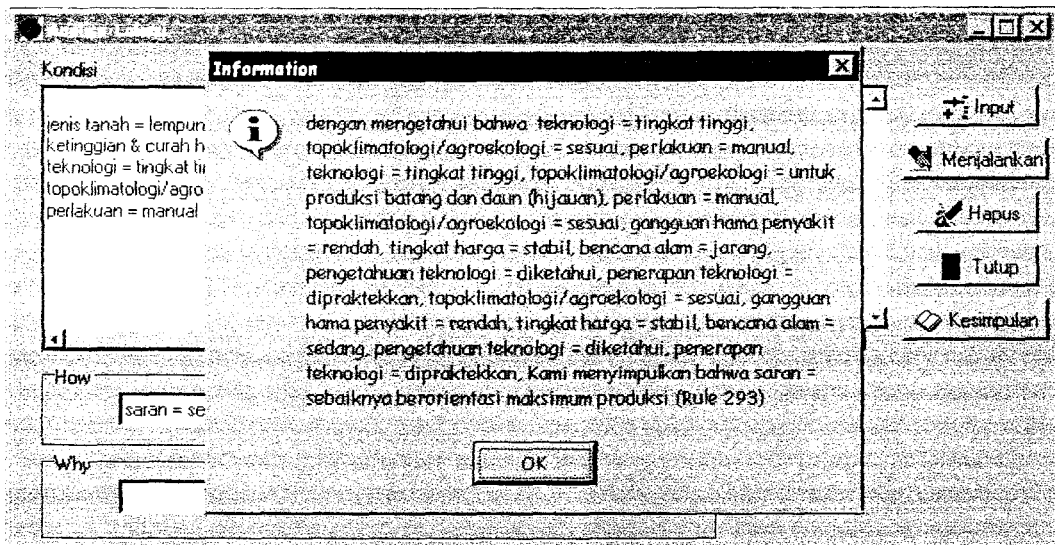 Kondisi
jenis tanah = lempun
ketinggian & curah h
teknologi = tingkat ti
topoklimatologi/agro
perlakuan = manual
Information
dengan mengetahui bahwa teknologi = tingkat tinggi,
topoklimatologi/agroekologi = sesuai, perlakuan = manual,
teknologi = tingkat tinggi, topoklimatologi/agroekologi = untuk
produksi batang dan daun (hijauan), perlakuan = manual,
topoklimatologi/agroekologi = sesuai, gangguan hama penyakit
= rendah, tingkat harga = stabil, bencana alam = jarang,
pengetahuan teknologi = diketahui, penerapan teknologi =
dipraktekkan, topoklimatologi/agroekologi = sesuai, gangguan
hama penyakit = rendah, tingkat harga = stabil, bencana alam =
sedang, pengetahuan teknologi = diketahui, penerapan
teknologi = dipraktekkan, Kami menyimpulkan bahwa saran =
sebaiknya berorientasi maksimum produksi (Rule 293)
OK
Input
Menjalankan
Hapus
Tutup
Kesimpulan
How
saran = se
Why